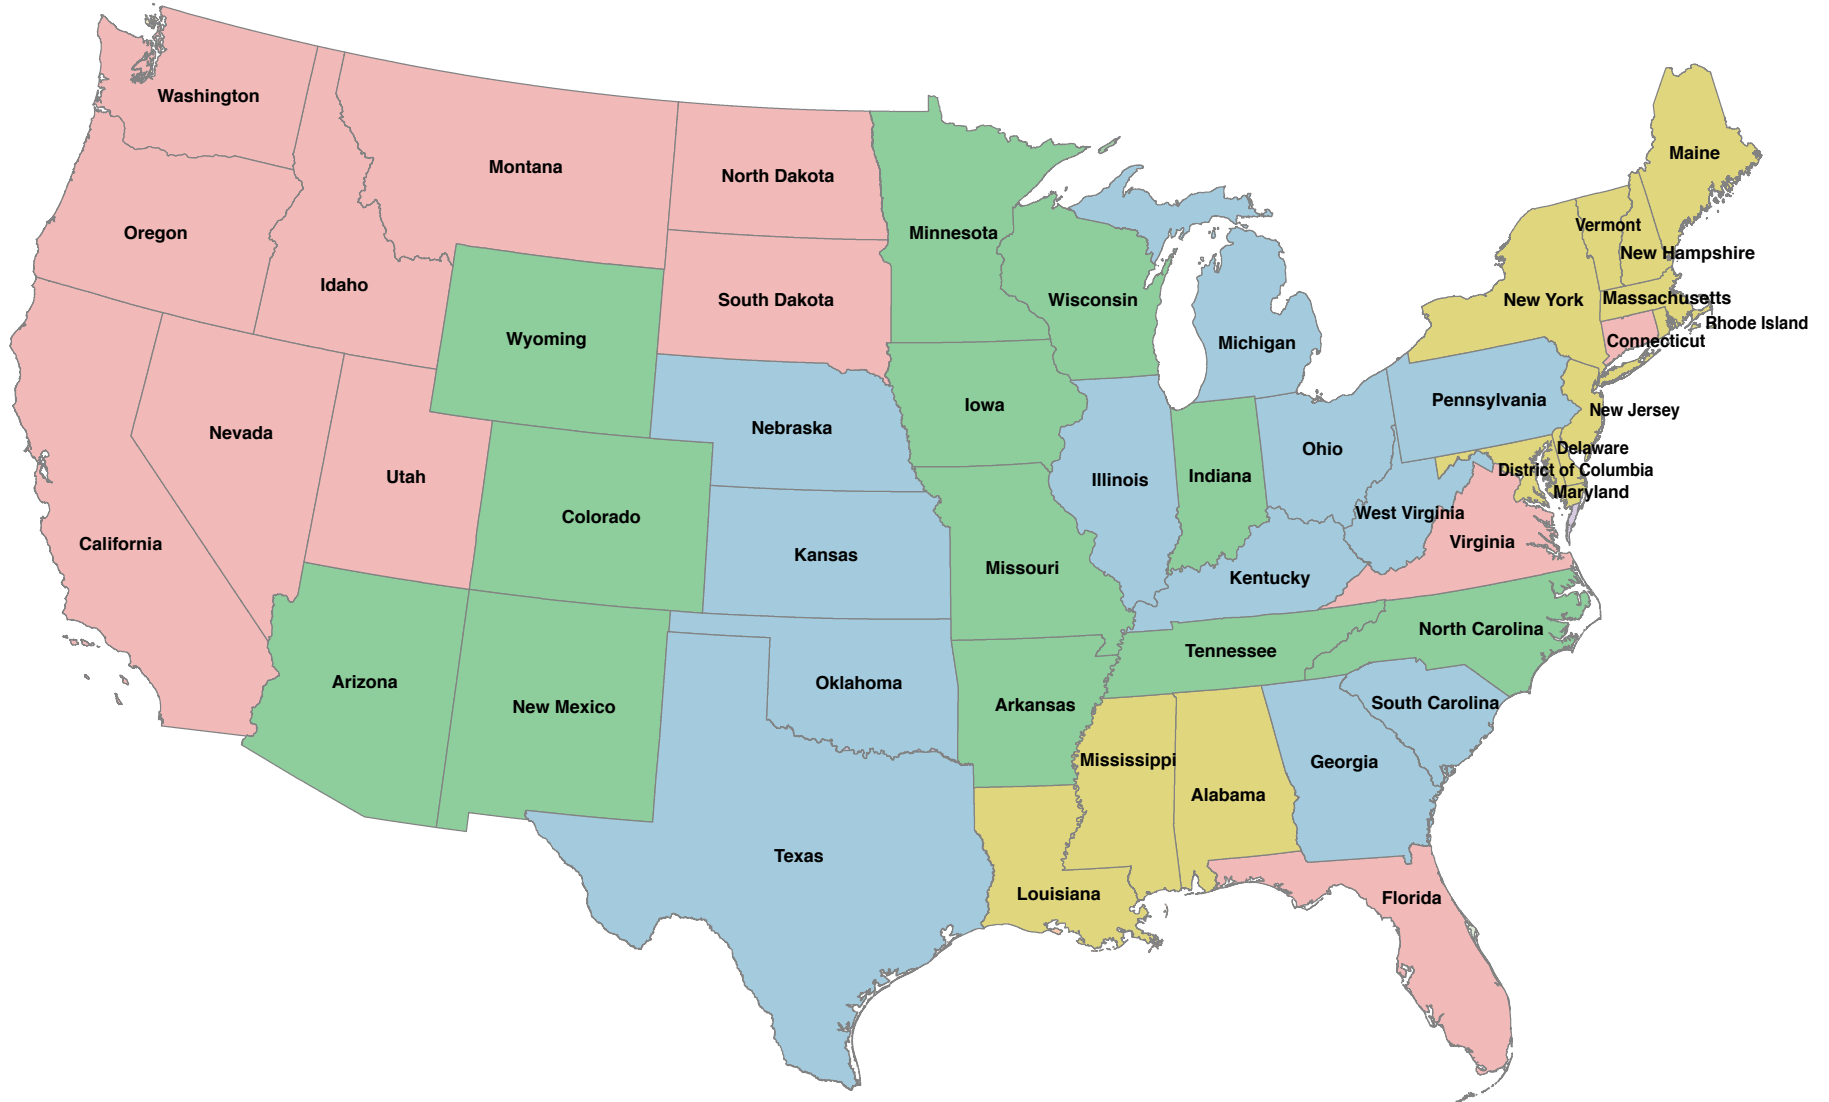 Washington
Maine
Montana
North Dakota
Vermont
Oregon
Minnesota
New Hampshire
Idaho
Massachusetts
South Dakota
Wisconsin
New York
Rhode Island
Wyoming
Connecticut
Michigan
Pennsylvania
Iowa
New Jersey
Nebraska
Nevada
Delaware
Ohio
District of Columbia
Utah
Indiana
Illinois
Maryland
West Virginia
Colorado
Virginia
California
Kansas
Missouri
Kentucky
North Carolina
Tennessee
Arizona
Oklahoma
South Carolina
New Mexico
Arkansas
Mississippi
Georgia
Alabama
Texas
Louisiana
Florida